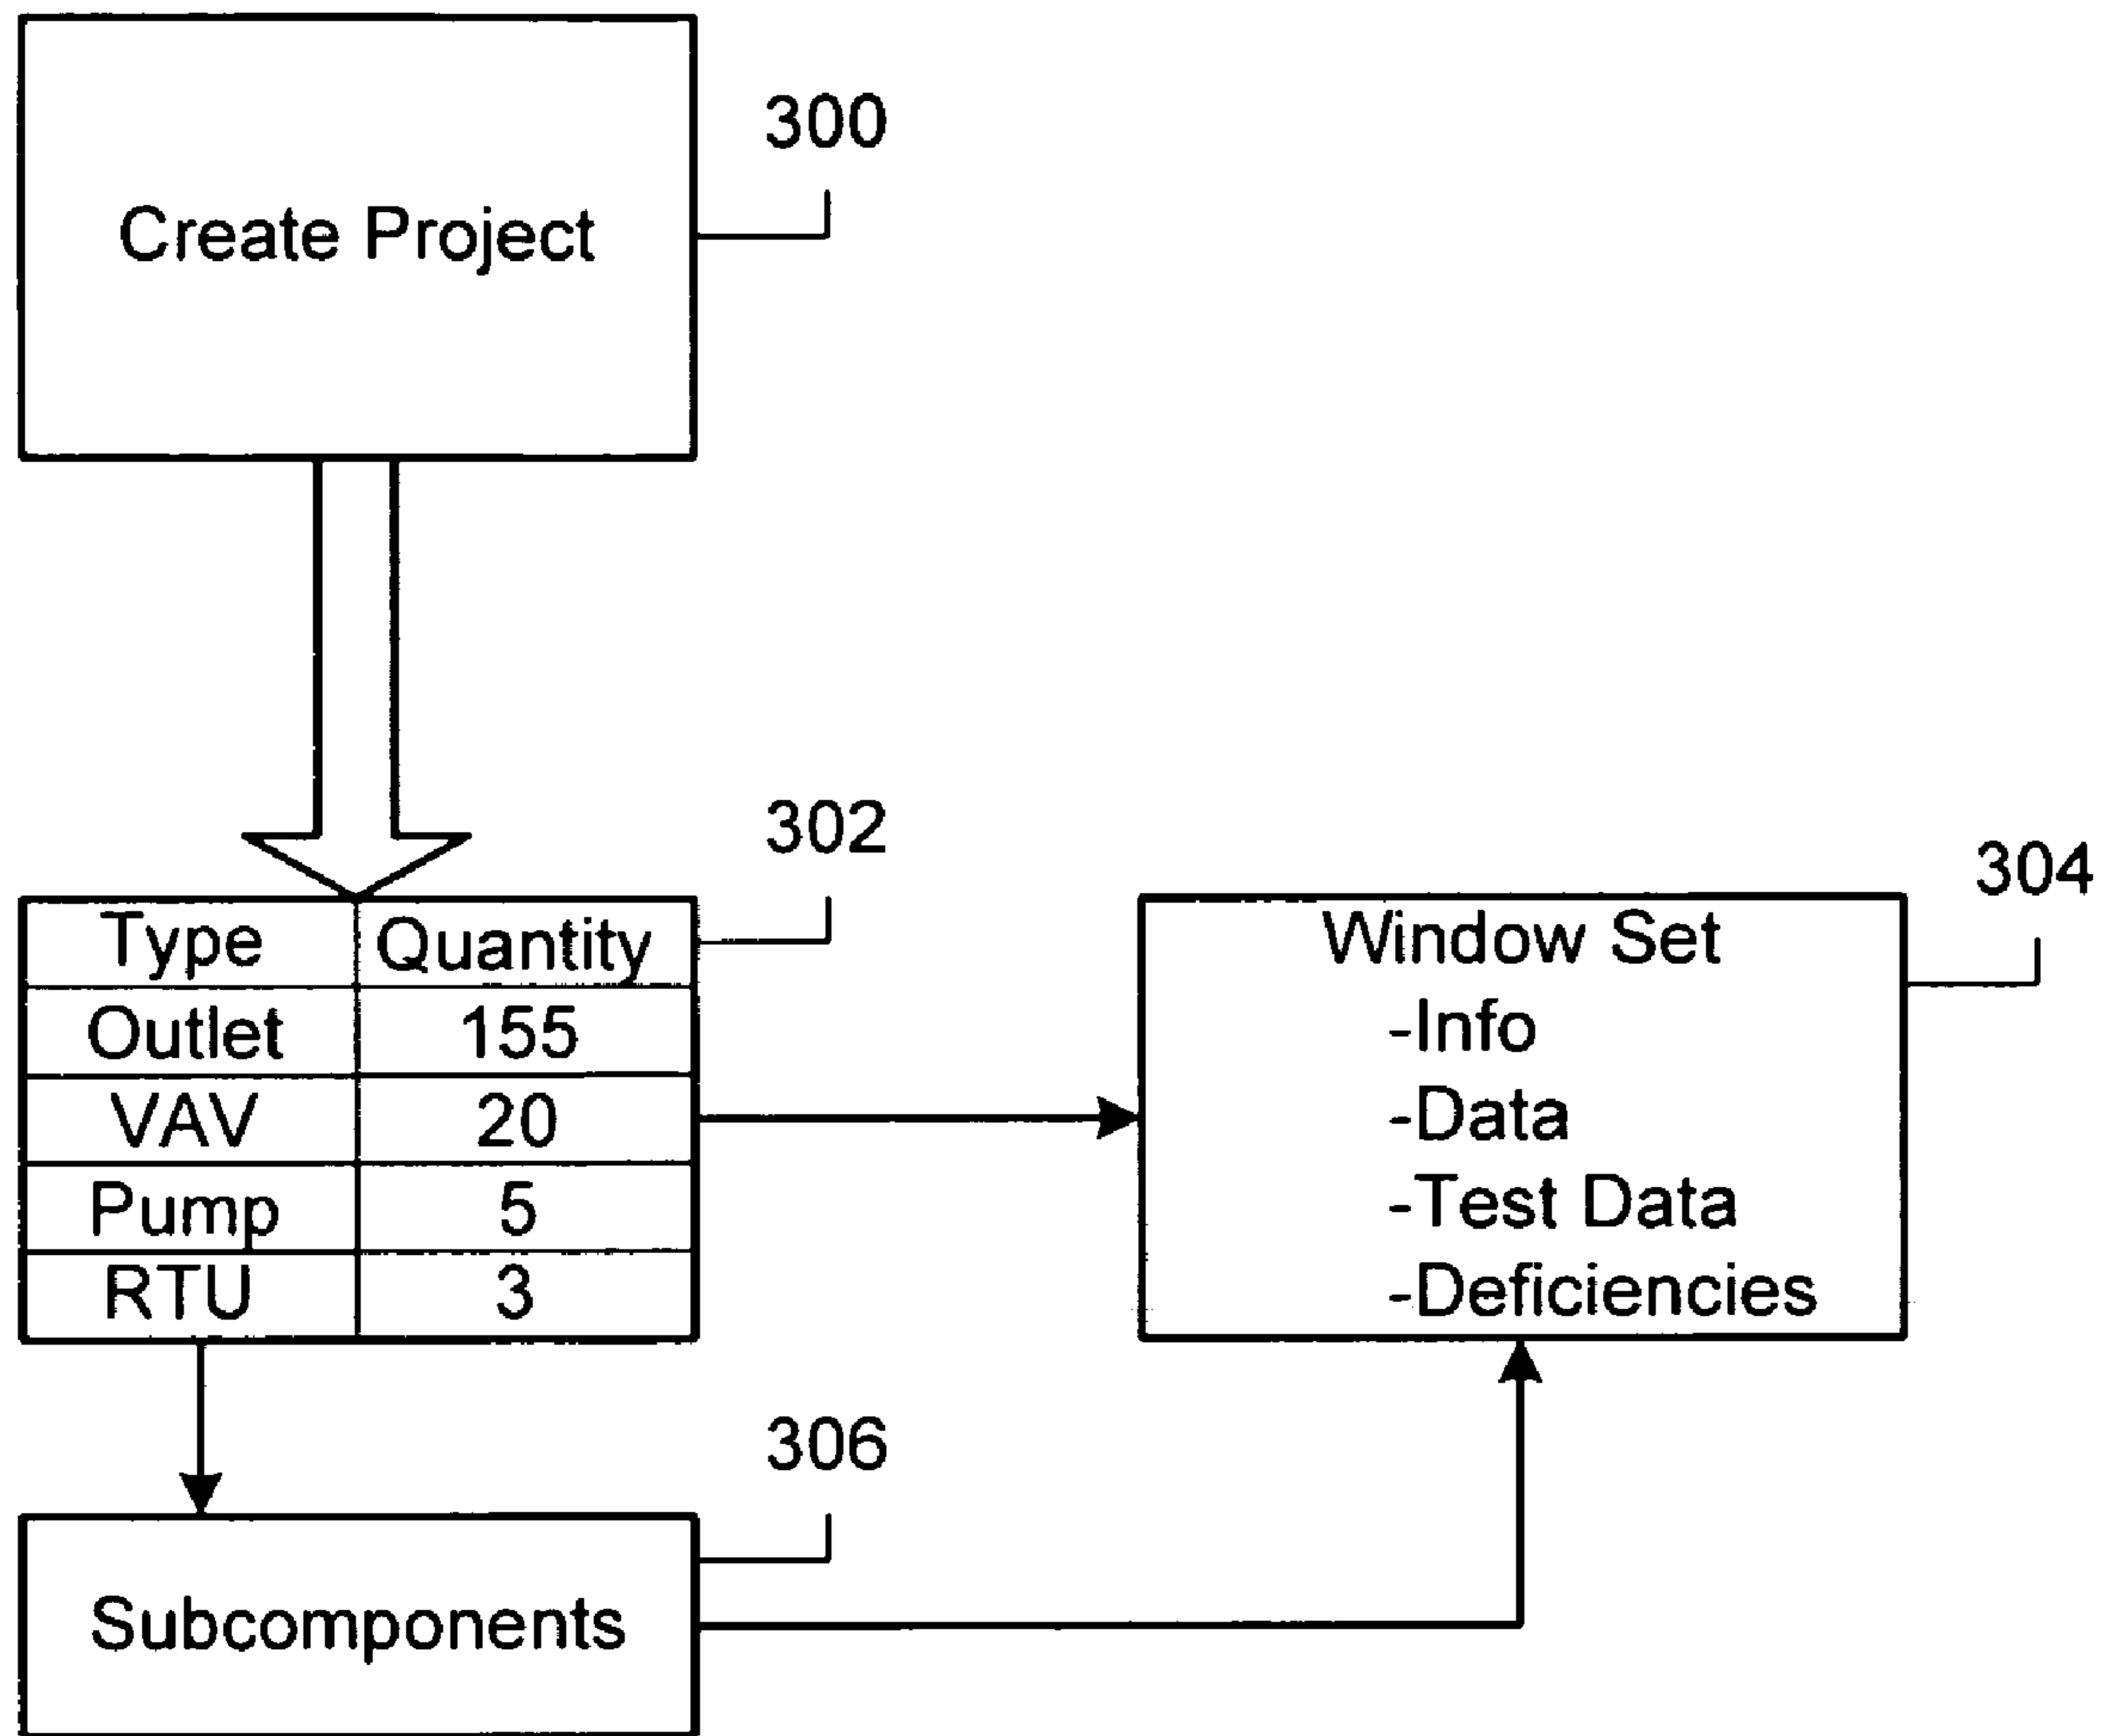 300
Create Project
302
Type Quantity
Outlet 155
VAV 20
Pump 5
RTU 3
304
Window Set
-Info
-Data
-Test Data
-Deficiencies
306
Subcomponents